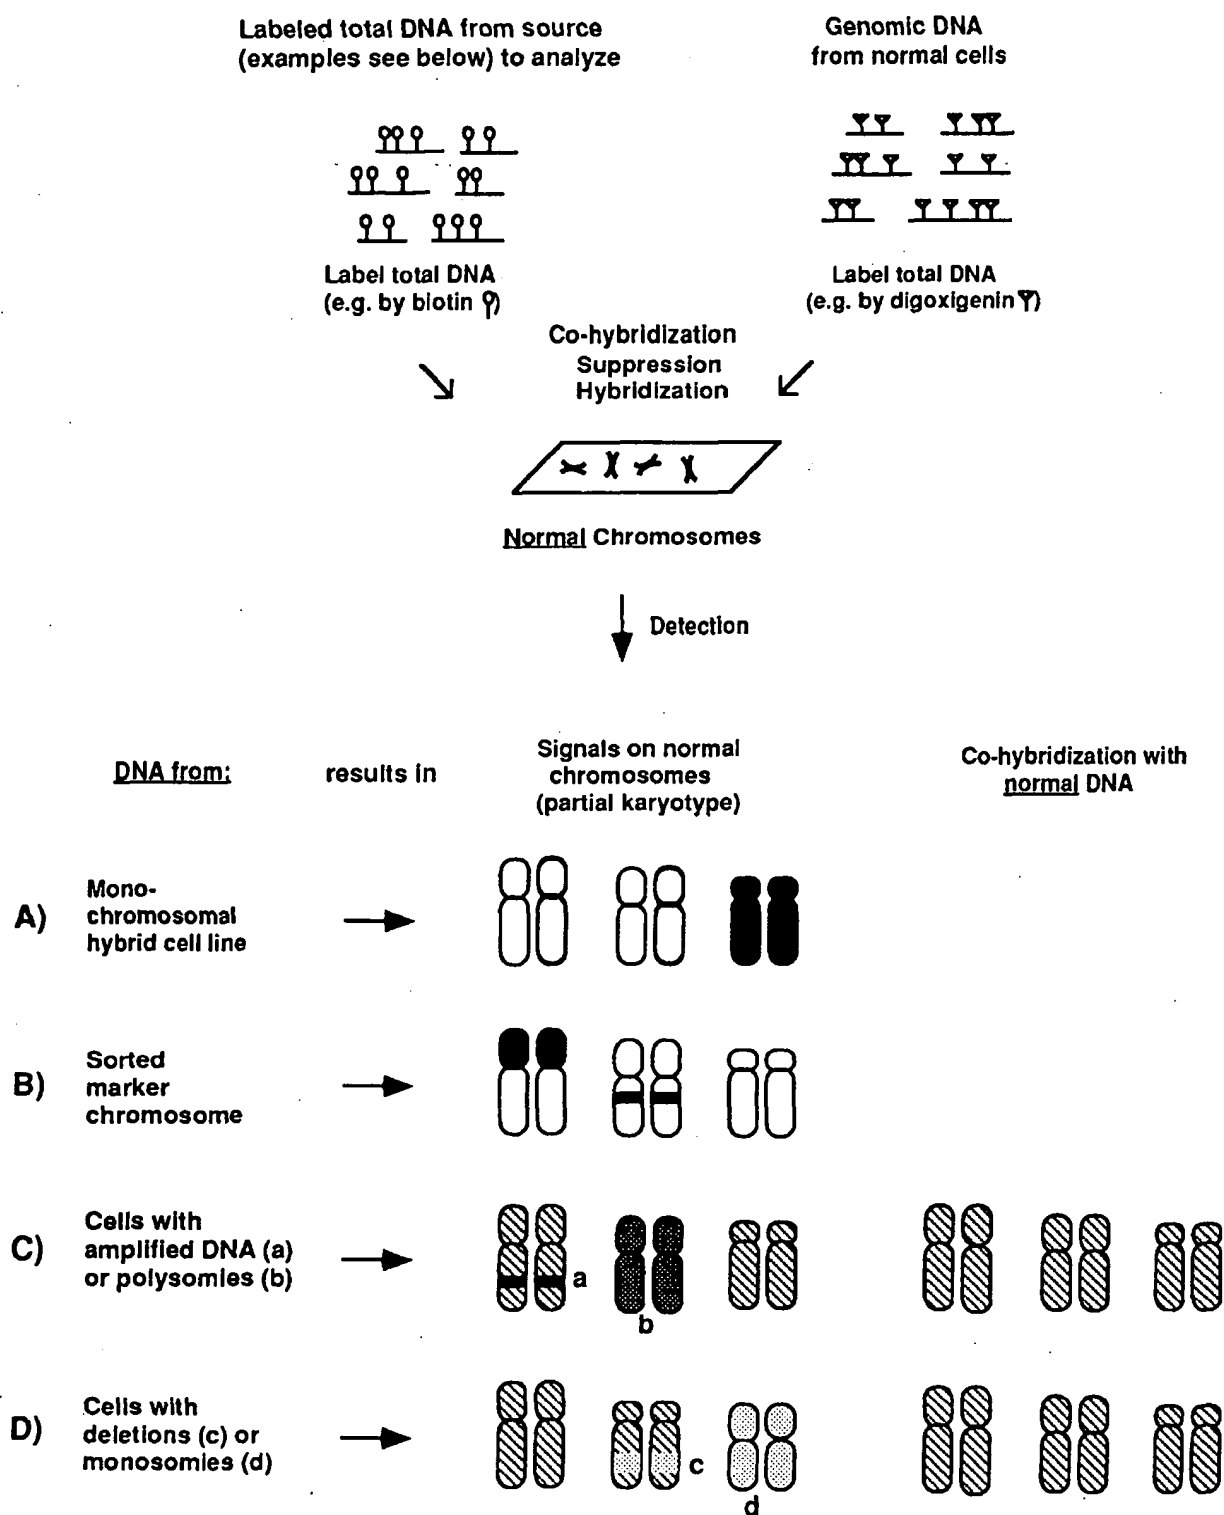 Labeled total DNA from source
(examples see below) to analyze
Genomic DNA
from normal cells
Label total DNA
(e.g. by biotin )
Label total DNA
(e.g. by digoxigenin )
Co-hybridization
Suppression
Hybridization
Normal Chromosomes
Detection
DNA from:
results in
Signals on normal
chromosomes
(partial karyotype)
Co-hybridization with
normal DNA
A)
Mono-
chromosomal
hybrid cell line
B)
Sorted
marker
chromosome
C)
Cells with
amplified DNA (a)
or polysomies (b)
a
b
D)
Cells with
deletions (c) or
monosomies (d)
c
d